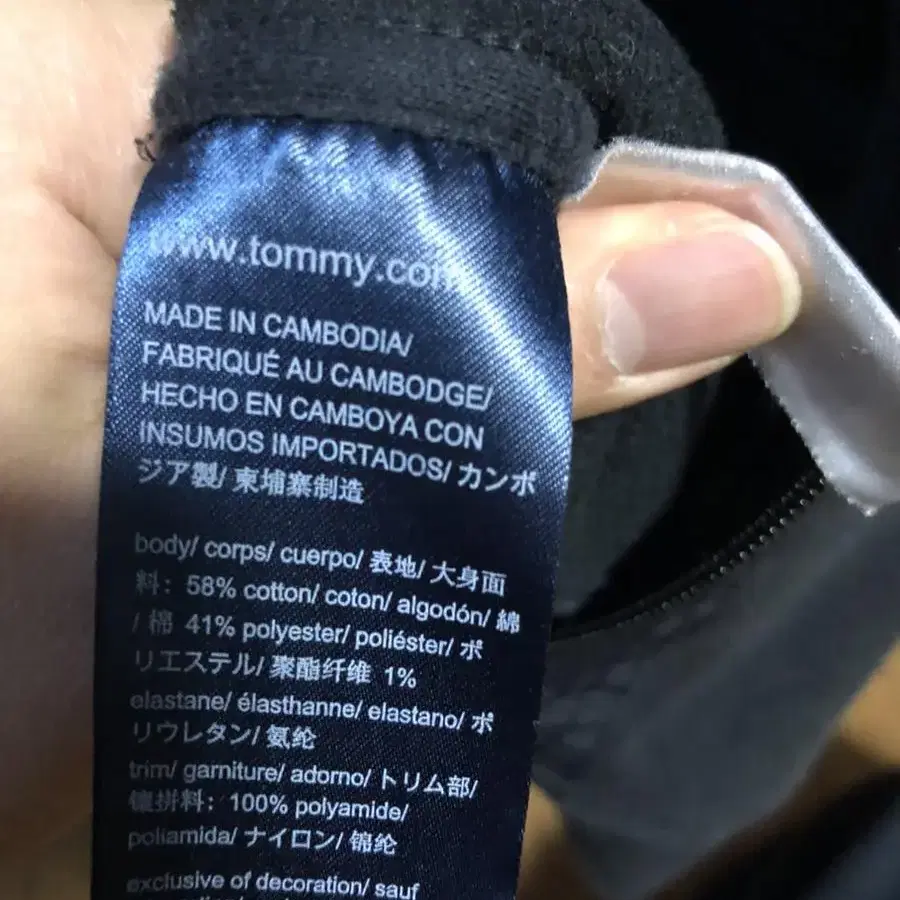 www.tommy.com
MADE IN CAMBODIA/
FABRIQUÉ AU CAMBODGE/
HECHO EN CAMBOYA CON
INSUMOS IMPORTADOS/ カンボ
ジア製/ 柬埔寨制造
body/ corps/ cuerpo/ 表地/ 大身面
料: 58% cotton/ coton/ algodón/ 綿
/ 棉 41% polyester/ poliéster/ ポ
リエステル/ 聚酯纤维 1%
elastane/ élasthanne/ elastano/ ポ
リウレタン/ 氨纶
trim/ garniture/ adorno/ トリム部/
镶拼料: 100% polyamide/
poliamida/ ナイロン/ 锦纶
exclusive of decoration/ sauf